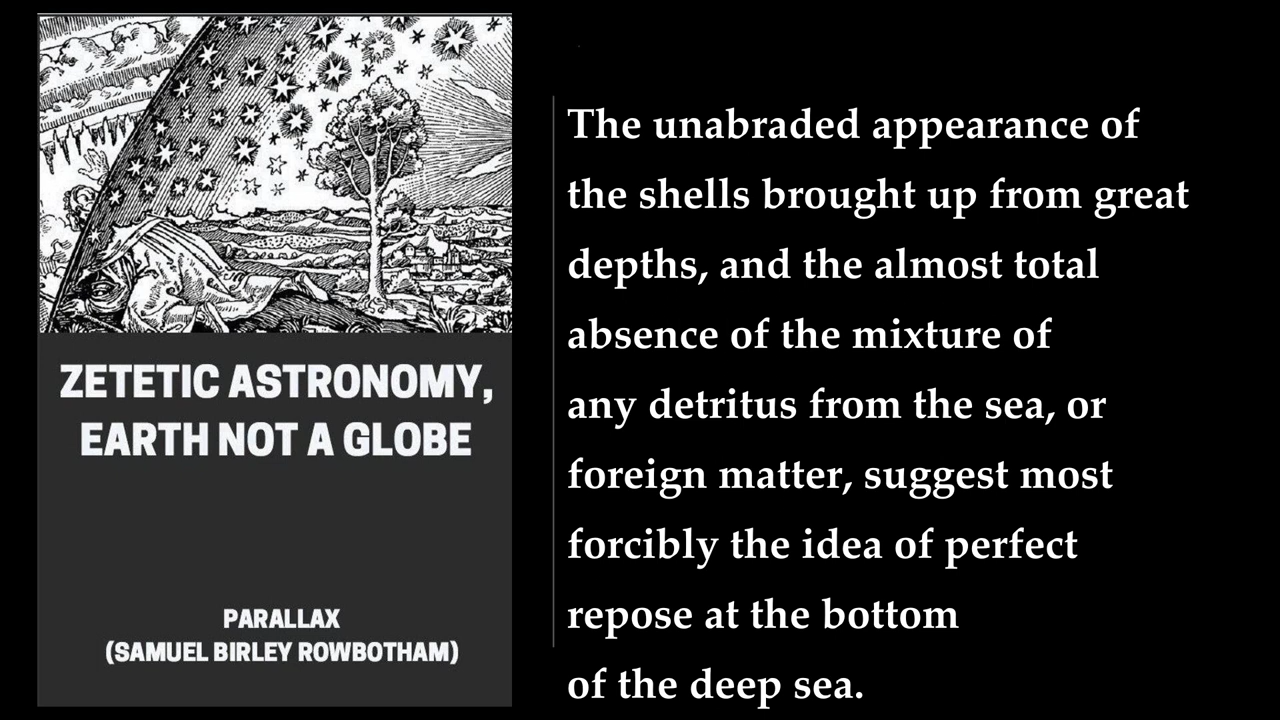 ZETETIC ASTRONOMY,
EARTH NOT A GLOBE
PARALLAX
(SAMUEL BIRLEY ROWBOTHAM)
The unabraded appearance of
the shells brought up from great
depths, and the almost total
absence of the mixture of
any detritus from the sea, or
foreign matter, suggest most
forcibly the idea of perfect
repose at the bottom
of the deep sea.